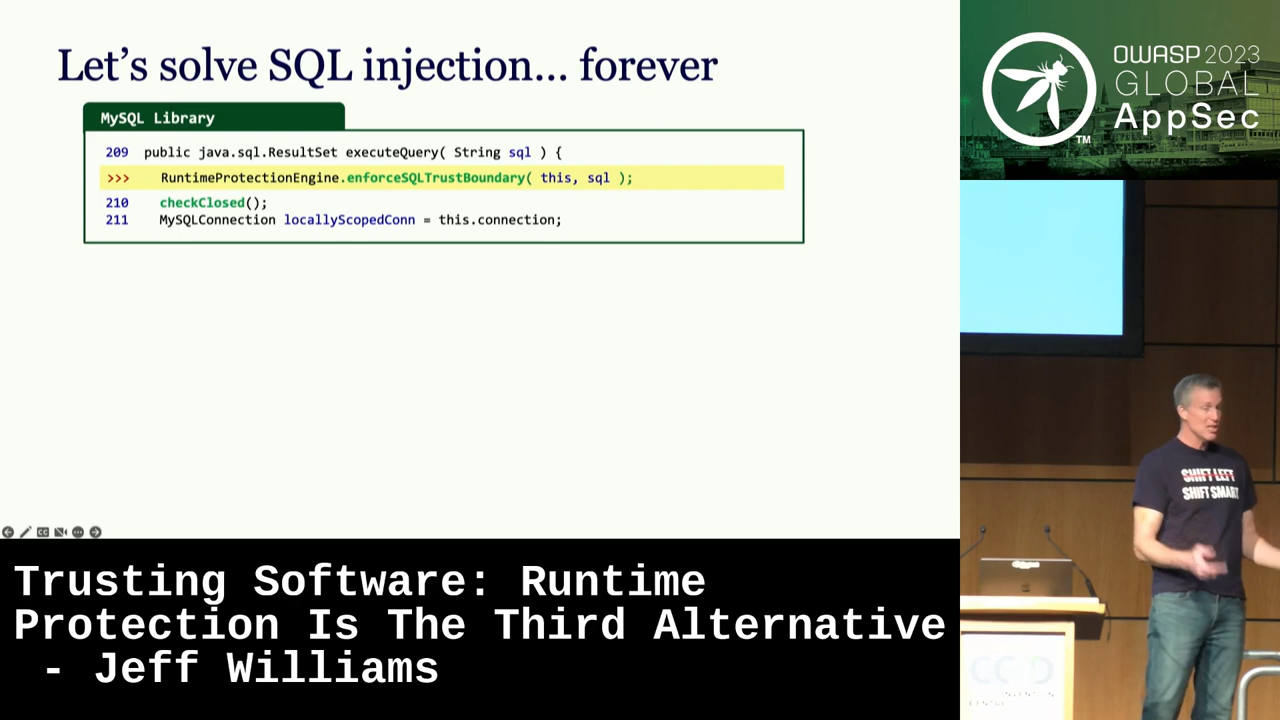 Let’s solve SQL injection... forever
MySQL Library
209 public java.sql.ResultSet executeQuery( String sql ) {
>>> RuntimeProtectionEngine.enforceSQLTrustBoundary( this, sql );
210 checkClosed();
211 MySQLConnection locallyScopedConn = this.connection;
OWASP 2023
GLOBAL
AppSec
TM
SHIFT LEFT
SHIFT SMART
Trusting Software: Runtime
Protection Is The Third Alternative
- Jeff Williams